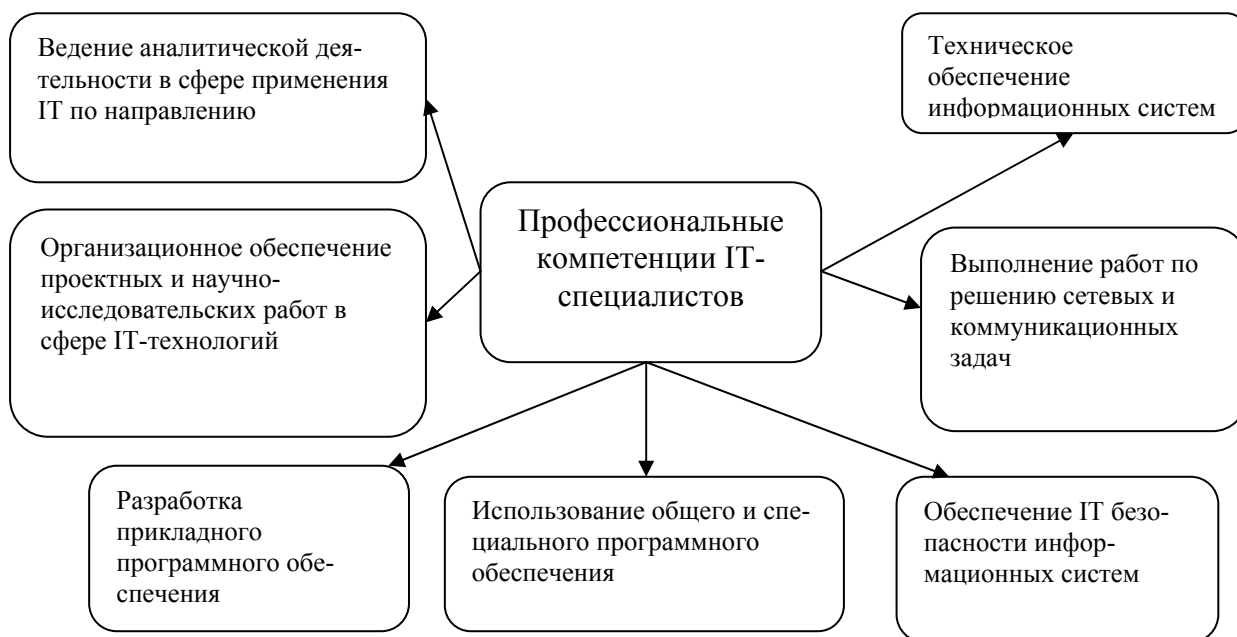 Ведение аналитической дея-
тельности в сфере применения
IT по направлению
Техническое
обеспечение
информационных систем
Профессиональные
компетенции IT-
специалистов
Организационное обеспечение
проектных и научно-
исследовательских работ в
сфере IT-технологий
Выполнение работ по
решению сетевых и
коммуникационных
задач
Разработка
прикладного
программного обе-
спечения
Использование общего и спе-
циального программного
обеспечения
Обеспечение IT безо-
пасности инфор-
мационных систем